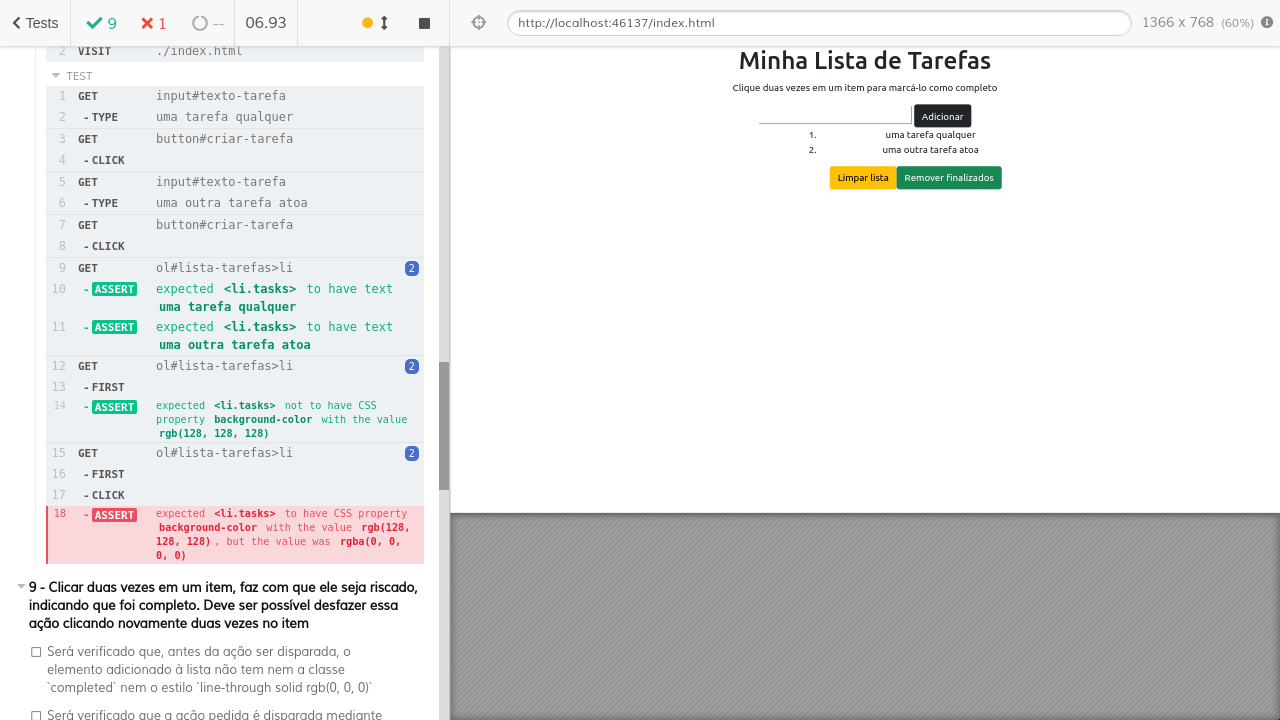 Tests
9
1
--
06.93
http://localhost:46137/index.html
1366 x 768 (60%)
2 VISIT ./index.html
TEST
1 GET input#texto-tarefa
2 - TYPE uma tarefa qualquer
3 GET button#criar-tarefa
4 - CLICK
5 GET input#texto-tarefa
6 - TYPE uma outra tarefa atoa
7 GET button#criar-tarefa
8 - CLICK
9 GET ol#lista-tarefas>li 2
10 - ASSERT expected <li.tasks> to have text
uma tarefa qualquer
11 - ASSERT expected <li.tasks> to have text
uma outra tarefa atoa
12 GET ol#lista-tarefas>li 2
13 - FIRST
14 - ASSERT expected <li.tasks> not to have CSS
property background-color with the value
rgb(128, 128, 128)
15 GET ol#lista-tarefas>li 2
16 - FIRST
17 - CLICK
18 - ASSERT expected <li.tasks> to have CSS property
background-color with the value rgb(128,
128, 128), but the value was rgba(0, 0,
0, 0)
9 - Clicar duas vezes em um item, faz com que ele seja riscado,
indicando que foi completo. Deve ser possível desfazer essa
ação clicando novamente duas vezes no item
Será verificado que, antes da ação ser disparada, o
elemento adicionado à lista não tem nem a classe
`completed` nem o estilo `line-through solid rgb(0, 0, 0)`
Será verificado que a ação pedida é disparada mediante
Minha Lista de Tarefas
Clique duas vezes em um item para marcá-lo como completo
Adicionar
1. uma tarefa qualquer
2. uma outra tarefa atoa
Limpar lista
Remover finalizados